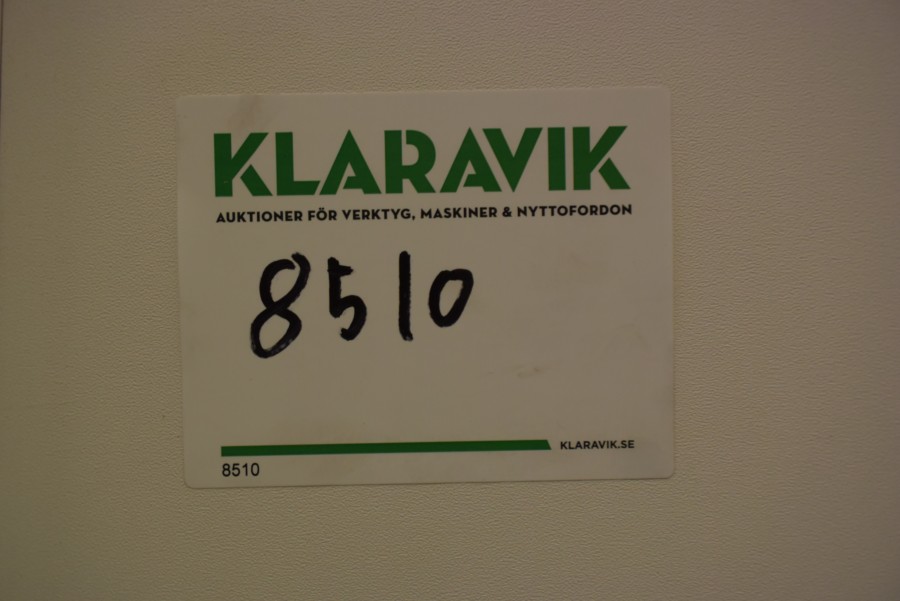 KLARAVIK
AUKTIONER FÖR VERKTYG, MASKINER & NYTTOFORDON
8510
KLARAVIK.SE
8510